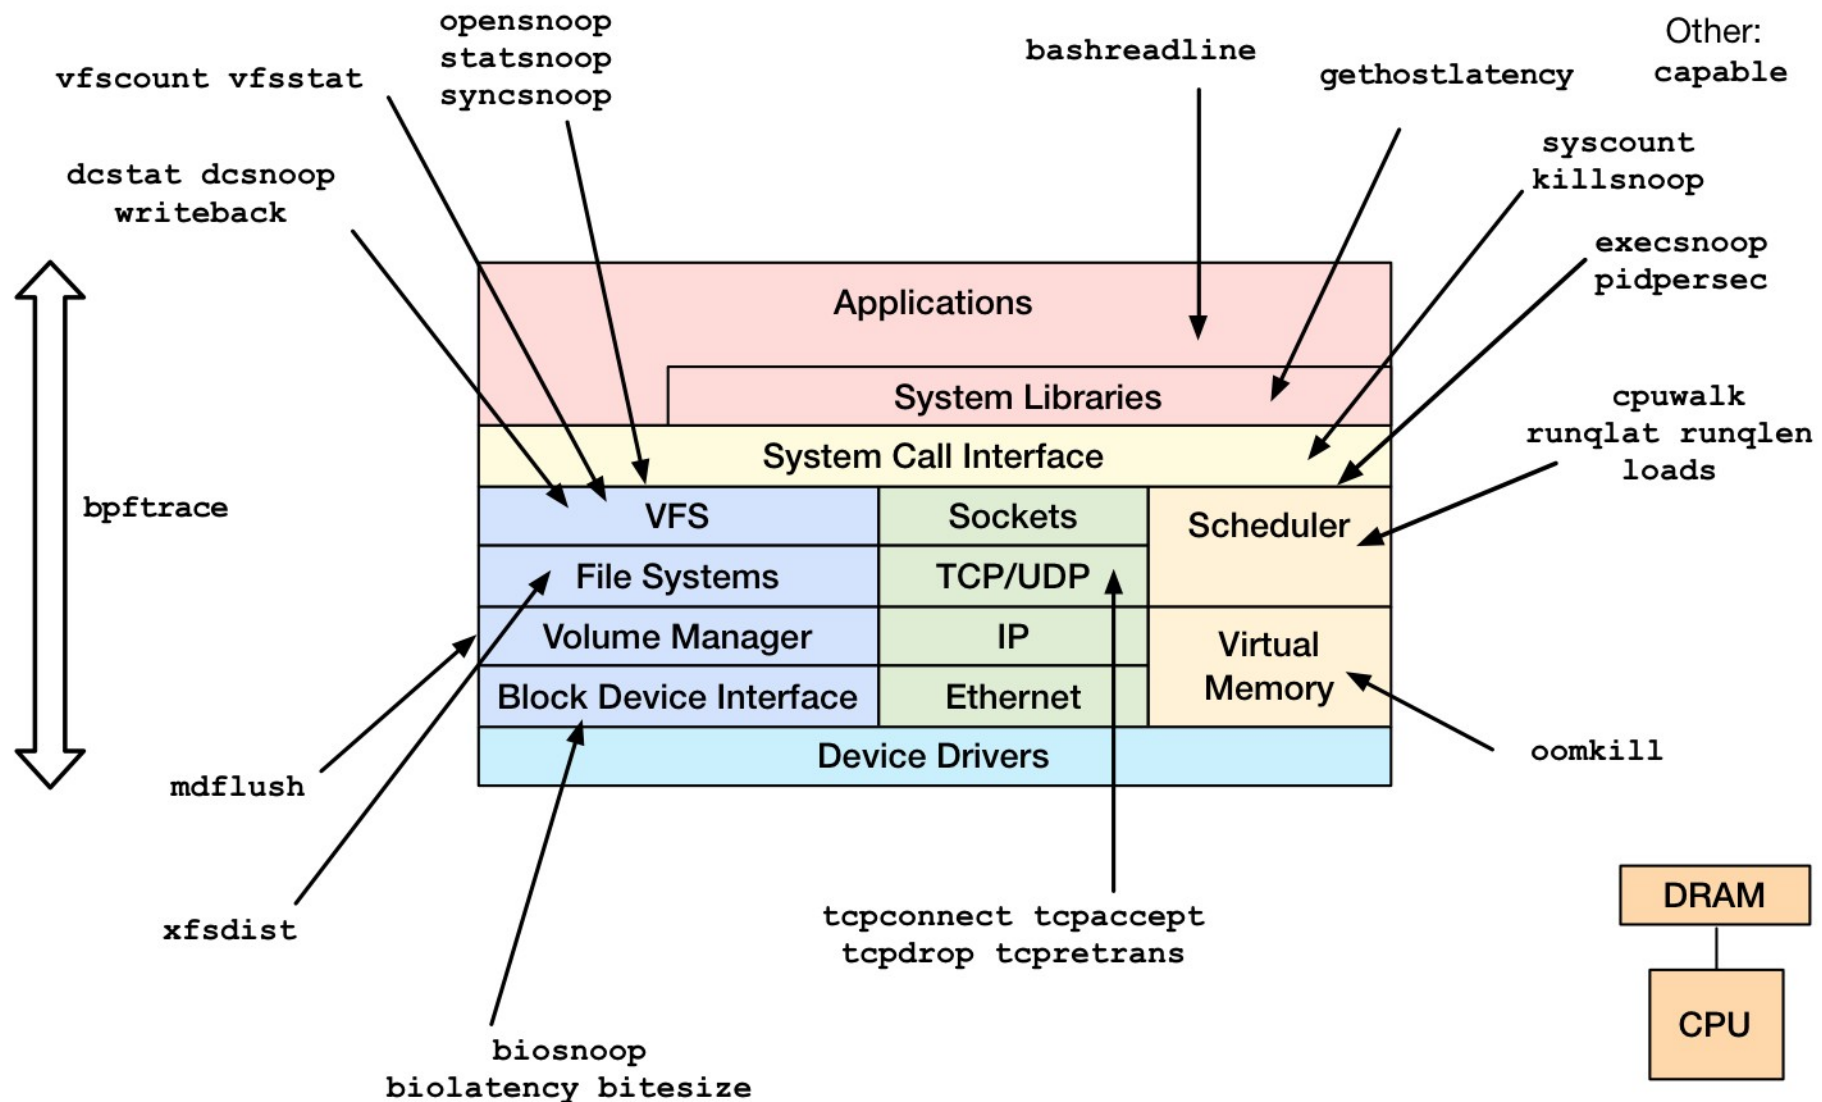 opensnoop
statsnoop
syncsnoop
vfscount vfsstat
dcstat dcsnoop
writeback
bashreadline
gethostlatency
Other:
capable
syscount
killsnoop
execsnoop
pidpersec
cpuwalk
runqlat runqlen
loads
bpftrace
Applications
System Libraries
System Call Interface
VFS
Sockets
Scheduler
File Systems
TCP/UDP
Volume Manager
IP
Virtual
Memory
Block Device Interface
Ethernet
Device Drivers
oomkill
mdflush
xfsdist
tcpconnect tcpaccept
tcpdrop tcpretrans
biosnoop
biolatency bitesize
DRAM
CPU